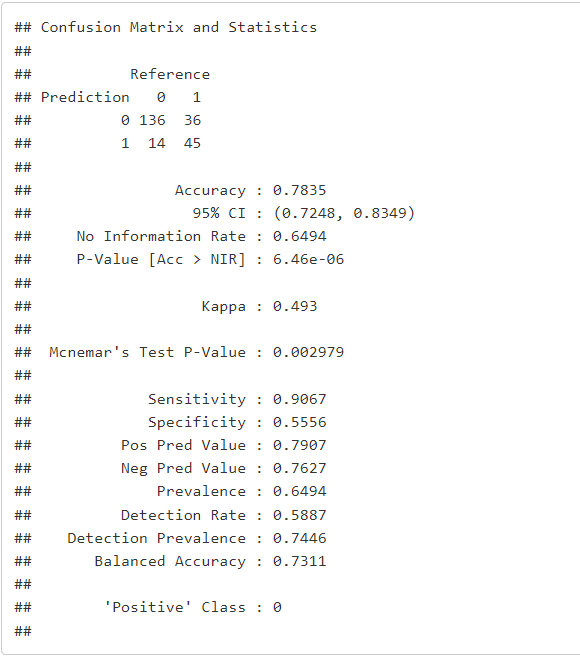 ## Confusion Matrix and Statistics
##
##           Reference
## Prediction   0   1
##          0 136  36
##          1  14  45
##
##                Accuracy : 0.7835
##                  95% CI : (0.7248, 0.8349)
##     No Information Rate : 0.6494
##     P-Value [Acc > NIR] : 6.46e-06
##
##                   Kappa : 0.493
##
##  Mcnemar's Test P-Value : 0.002979
##
##             Sensitivity : 0.9067
##             Specificity : 0.5556
##          Pos Pred Value : 0.7907
##          Neg Pred Value : 0.7627
##              Prevalence : 0.6494
##          Detection Rate : 0.5887
##    Detection Prevalence : 0.7446
##       Balanced Accuracy : 0.7311
##
##        'Positive' Class : 0
##